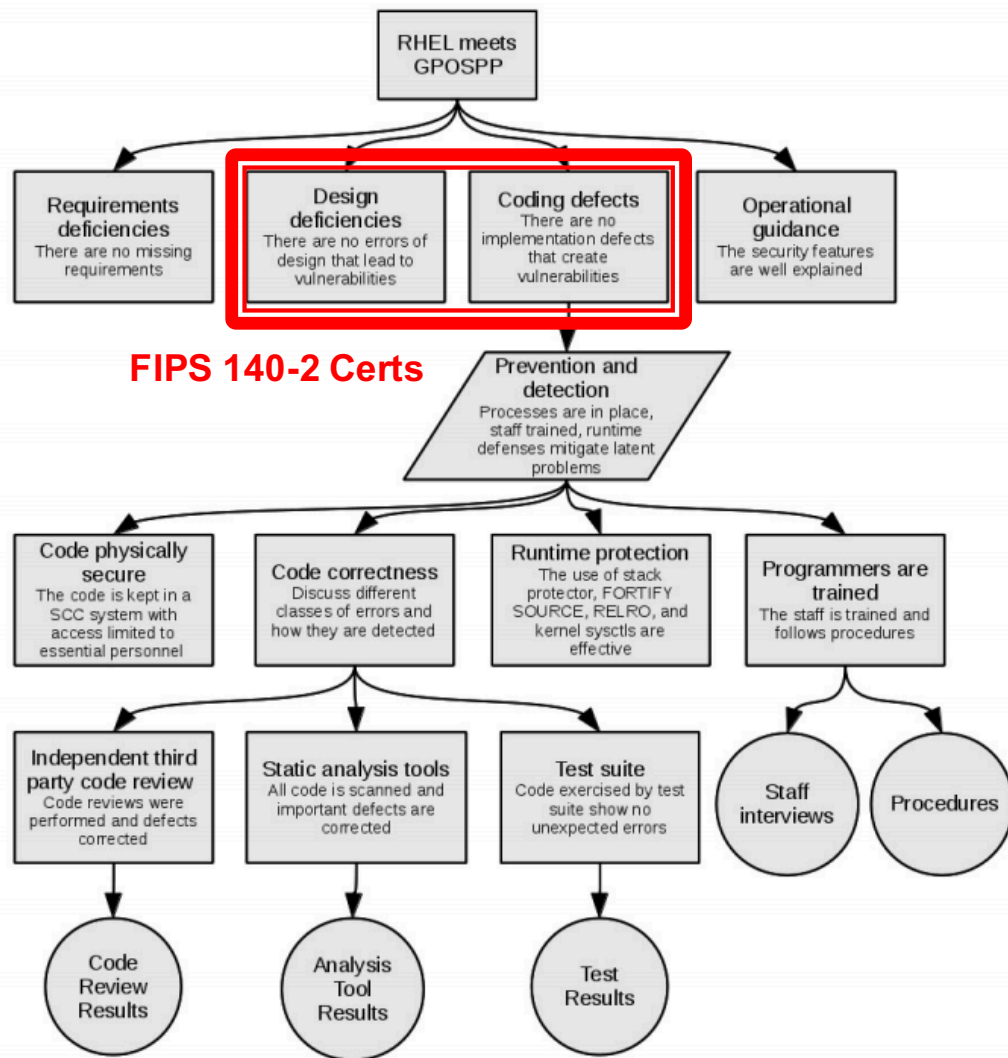 RHEL meets
GPOSPP
Requirements
deficiencies
There are no missing
requirements
Design
deficiencies
There are no errors of
design that lead to
vulnerabilities
Coding defects
There are no
implementation defects
that create
vulnerabilities
Operational
guidance
The security features
are well explained
FIPS 140-2 Certs
Prevention and
detection
Processes are in place,
staff trained, runtime
defenses mitigate latent
problems
Code physically
secure
The code is kept in a
SCC system with
access limited to
essential personnel
Code correctness
Discuss different
classes of errors and
how they are detected
Runtime protection
The use of stack
protector, FORTIFY
SOURCE, RELRO, and
kernel sysctls are
effective
Programmers are
trained
The staff is trained and
follows procedures
Independent third
party code review
Code reviews were
performed and defects
corrected
Static analysis tools
All code is scanned and
important defects are
corrected
Test suite
Code exercised by test
suite show no
unexpected errors
Staff
interviews
Procedures
Code
Review
Results
Analysis
Tool
Results
Test
Results